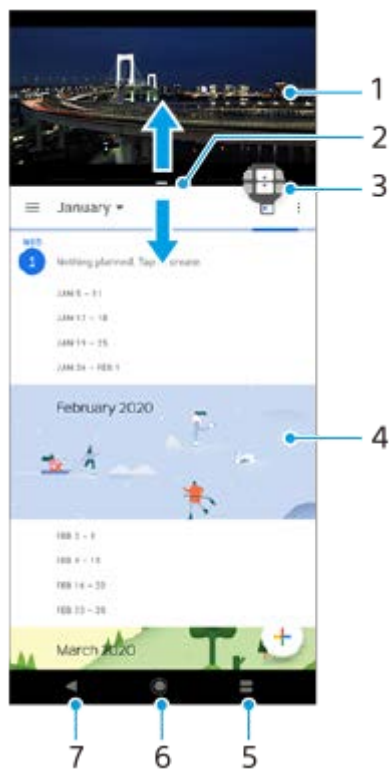 1
2
3
January
WED
1
Nothing planned. Tap to create.
JAN 5 – 11
JAN 12 – 18
JAN 19 – 25
JAN 26 – FEB 1
February 2020
4
FEB 2 – 8
FEB 9 – 15
FEB 16 – 22
FEB 23 – 29
March 2020
7
6
5